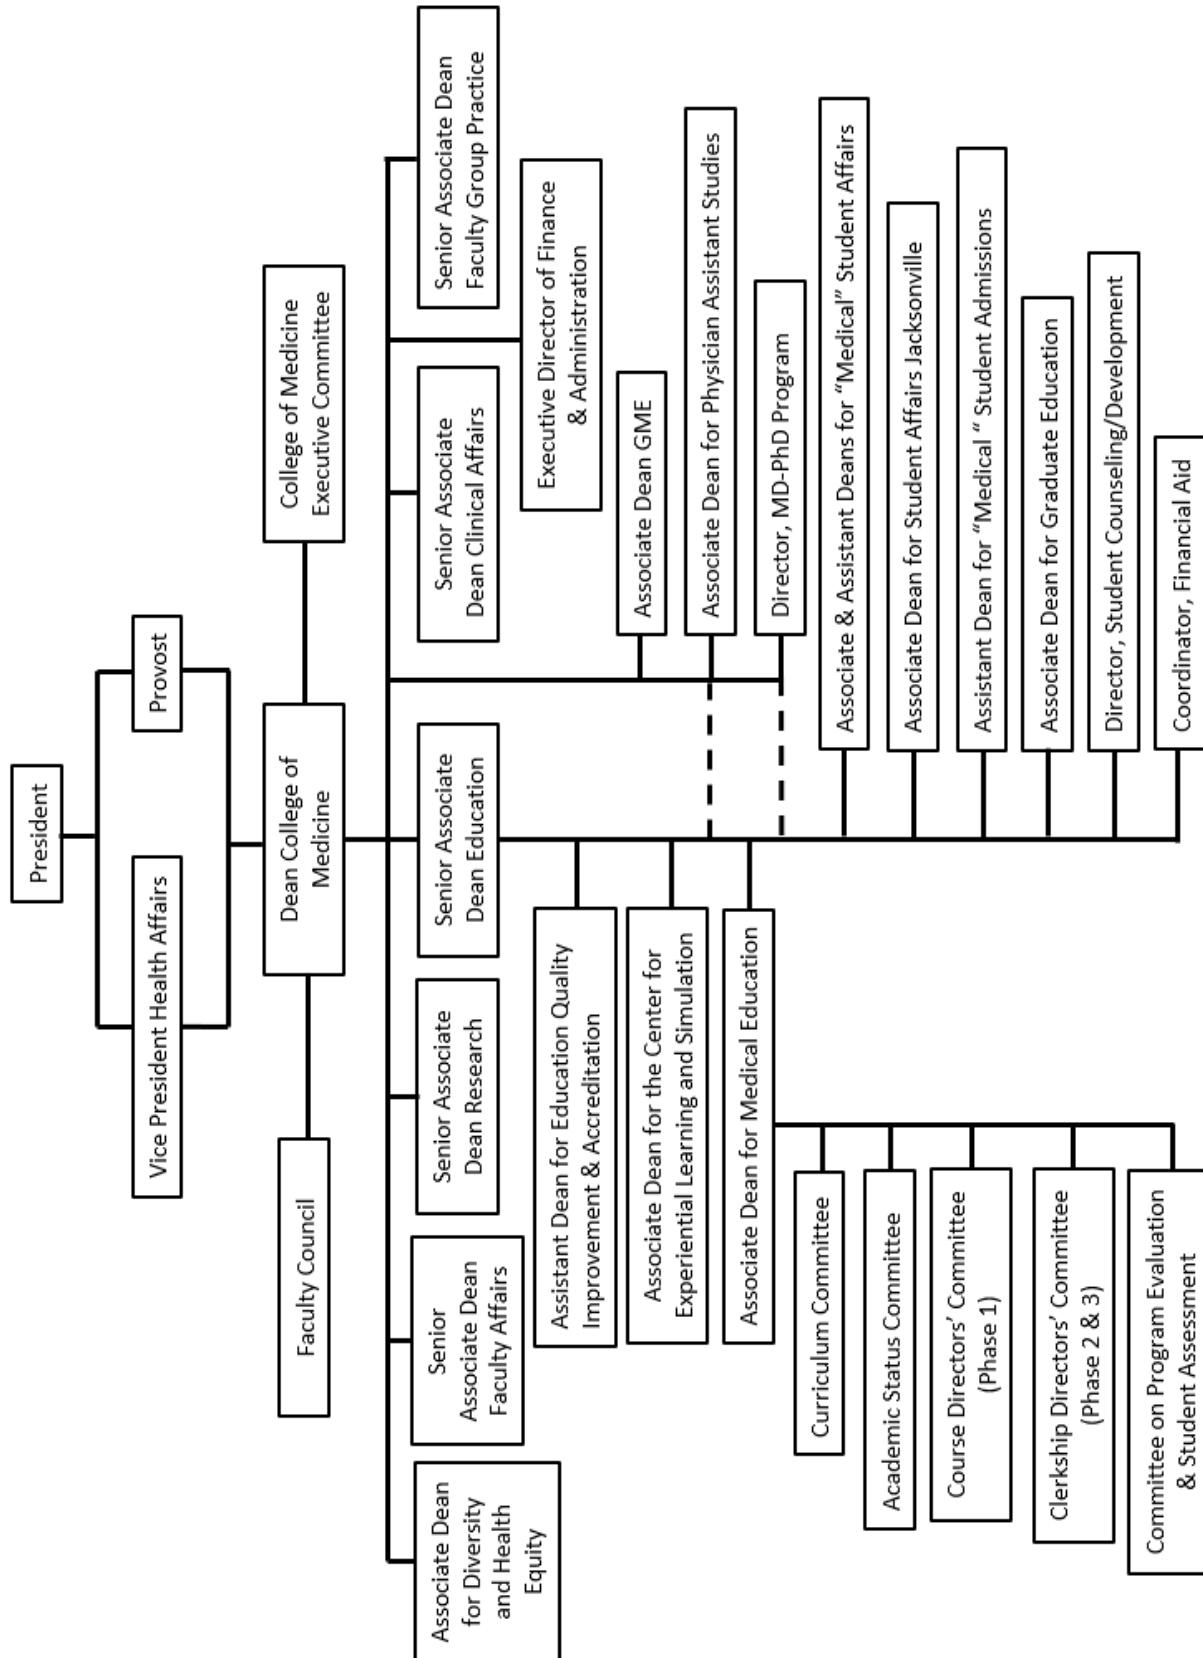 President
Vice President Health Affairs
Provost
Faculty Council
Dean College of
Medicine
College of Medicine
Executive Committee
Associate Dean
for Diversity
and Health
Equity
Senior
Associate Dean
Faculty Affairs
Senior Associate
Dean Research
Senior Associate
Dean Education
Senior Associate
Dean Clinical Affairs
Senior Associate Dean
Faculty Group Practice
Executive Director of Finance
& Administration
Assistant Dean for Education Quality
Improvement & Accreditation
Associate Dean for the Center for
Experiential Learning and Simulation
Associate Dean for Medical Education
Curriculum Committee
Academic Status Committee
Course Directors’ Committee
(Phase 1)
Clerkship Directors’ Committee
(Phase 2 & 3)
Committee on Program Evaluation
& Student Assessment
Associate Dean GME
Associate Dean for Physician Assistant Studies
Director, MD-PhD Program
Associate & Assistant Deans for “Medical” Student Affairs
Associate Dean for Student Affairs Jacksonville
Assistant Dean for “Medical “ Student Admissions
Associate Dean for Graduate Education
Director, Student Counseling/Development
Coordinator, Financial Aid